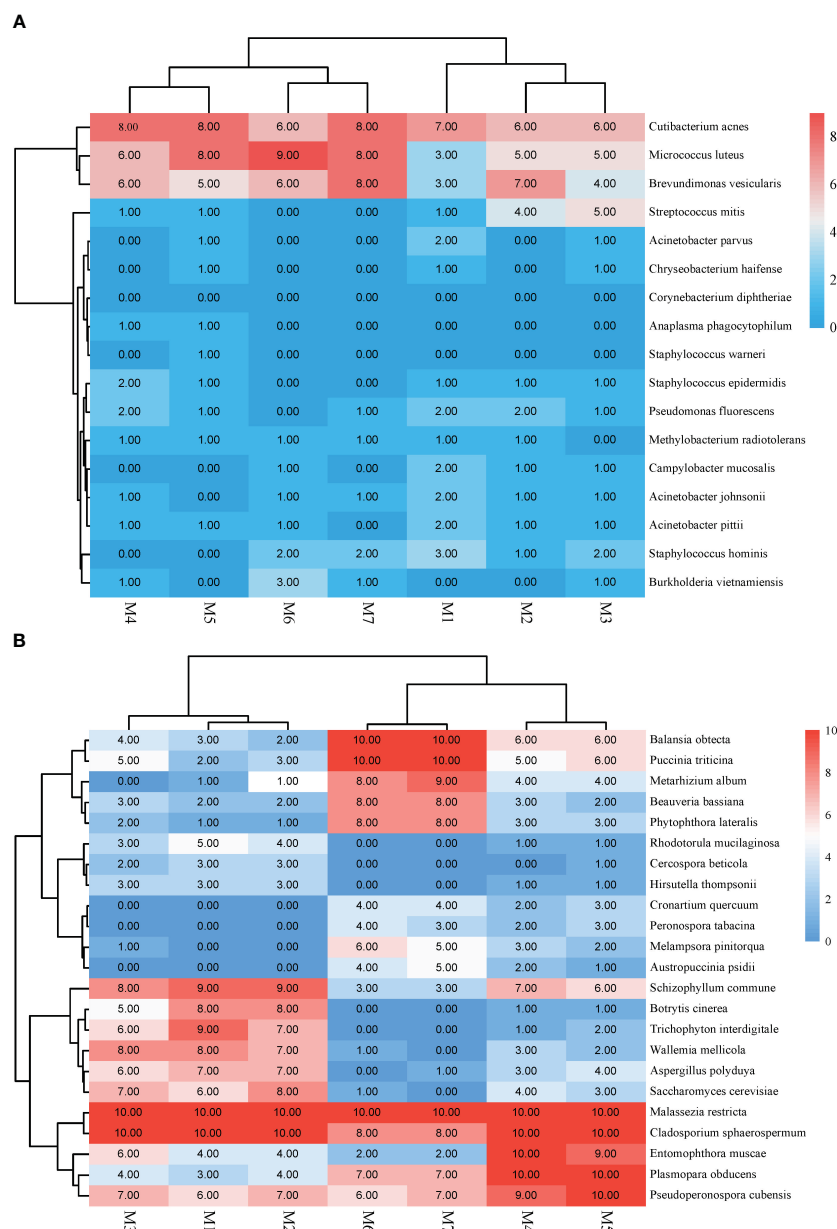 A
8.00 8.00 6.00 8.00 7.00 6.00 6.00 Cutibacterium acnes
6.00 8.00 9.00 8.00 3.00 5.00 5.00 Micrococcus luteus
6.00 5.00 6.00 8.00 3.00 7.00 4.00 Brevundimonas vesicularis
1.00 1.00 0.00 0.00 1.00 4.00 5.00 Streptococcus mitis
0.00 1.00 0.00 0.00 2.00 0.00 1.00 Acinetobacter parvus
0.00 1.00 0.00 0.00 1.00 0.00 1.00 Chryseobacterium haifense
0.00 0.00 0.00 0.00 0.00 0.00 0.00 Corynebacterium diphtheriae
1.00 1.00 0.00 0.00 0.00 0.00 0.00 Anaplasma phagocytophilum
0.00 1.00 0.00 0.00 0.00 0.00 0.00 Staphylococcus warneri
2.00 1.00 0.00 0.00 1.00 1.00 1.00 Staphylococcus epidermidis
2.00 1.00 0.00 1.00 2.00 2.00 1.00 Pseudomonas fluorescens
1.00 1.00 1.00 1.00 1.00 1.00 0.00 Methylobacterium radiotolerans
0.00 0.00 1.00 0.00 2.00 1.00 1.00 Campylobacter mucosalis
1.00 0.00 1.00 1.00 2.00 1.00 1.00 Acinetobacter johnsonii
1.00 1.00 1.00 0.00 2.00 1.00 1.00 Acinetobacter pittii
0.00 0.00 2.00 2.00 3.00 1.00 2.00 Staphylococcus hominis
1.00 0.00 3.00 1.00 0.00 0.00 1.00 Burkholderia vietnamiensis
M4 M5 M6 M7 M1 M2 M3
8
6
4
2
0
B
4.00 3.00 2.00 10.00 10.00 6.00 6.00 Balansia obtecta
5.00 2.00 3.00 10.00 10.00 5.00 6.00 Puccinia triticina
0.00 1.00 1.00 8.00 9.00 4.00 4.00 Metarhizium album
3.00 2.00 2.00 8.00 8.00 3.00 2.00 Beauveria bassiana
2.00 1.00 1.00 8.00 8.00 3.00 3.00 Phytophthora lateralis
3.00 5.00 4.00 0.00 0.00 1.00 1.00 Rhodotorula mucilaginosa
2.00 3.00 3.00 0.00 0.00 0.00 1.00 Cercospora beticola
3.00 3.00 3.00 0.00 0.00 1.00 1.00 Hirsutella thompsonii
0.00 0.00 0.00 4.00 4.00 2.00 3.00 Cronartium quercuum
0.00 0.00 0.00 4.00 3.00 2.00 3.00 Peronospora tabacina
1.00 0.00 0.00 6.00 5.00 3.00 2.00 Melampsora pinitorqua
0.00 0.00 0.00 4.00 5.00 2.00 1.00 Austropuccinia psidii
8.00 9.00 9.00 3.00 3.00 7.00 6.00 Schizophyllum commune
5.00 8.00 8.00 0.00 0.00 1.00 1.00 Botrytis cinerea
6.00 9.00 7.00 0.00 0.00 1.00 2.00 Trichophyton interdigitale
8.00 8.00 7.00 1.00 0.00 3.00 2.00 Wallemia mellicola
6.00 7.00 7.00 0.00 1.00 3.00 4.00 Aspergillus polyduya
7.00 6.00 8.00 1.00 0.00 4.00 3.00 Saccharomyces cerevisiae
10.00 10.00 10.00 10.00 10.00 10.00 10.00 Malassezia restricta
10.00 10.00 10.00 8.00 8.00 10.00 10.00 Cladosporium sphaerospermum
6.00 4.00 4.00 2.00 2.00 10.00 9.00 Entomophthora muscae
4.00 3.00 4.00 7.00 7.00 10.00 10.00 Plasmopara obducens
7.00 6.00 7.00 6.00 7.00 9.00 10.00 Pseudoperonospora cubensis
M3 M1 M2 M6 M7 M4 M5
10
8
6
4
2
0